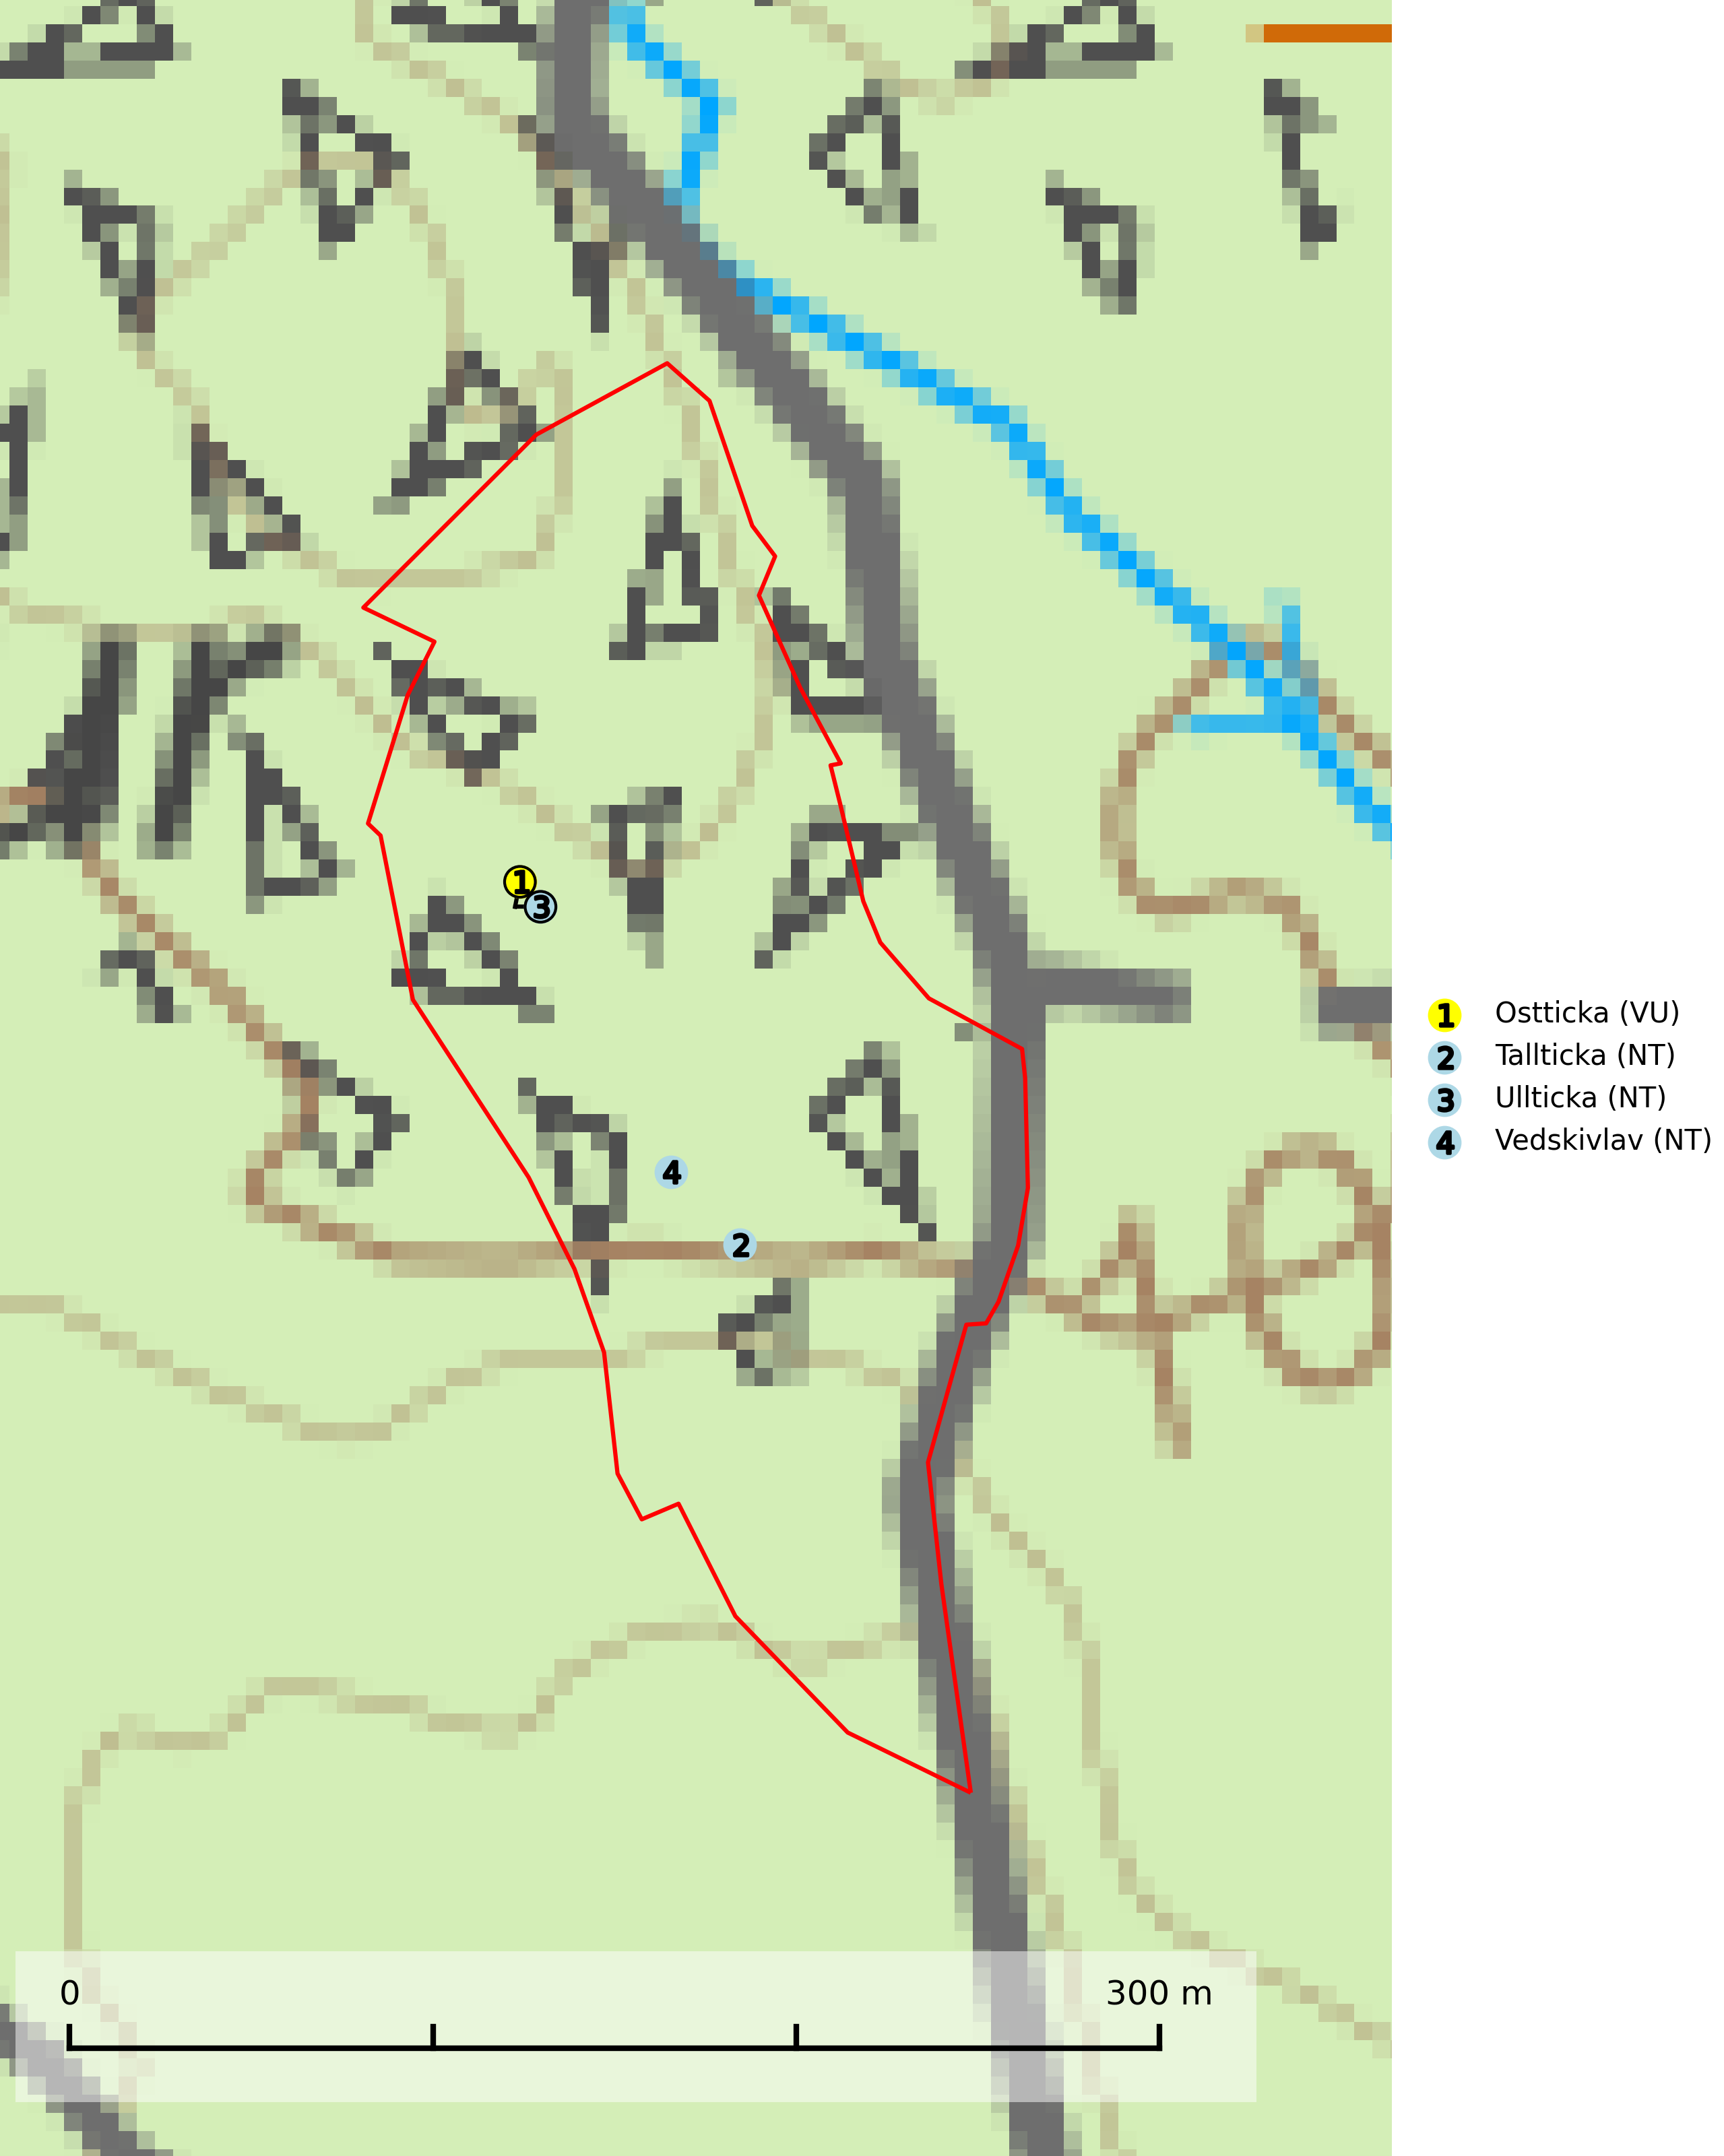 1
3
4
2
1 Ostticka (VU)
2 Tallticka (NT)
3 Ullticka (NT)
4 Vedskivlav (NT)
0 300 m